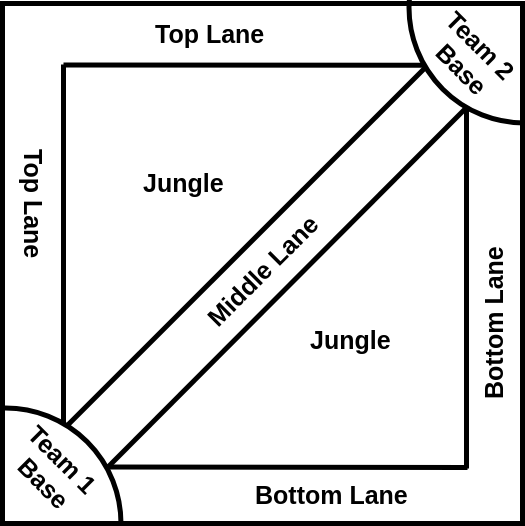 Top Lane
Team 2
Base
Top Lane
Jungle
Middle Lane
Bottom Lane
Jungle
Team 1
Base
Bottom Lane